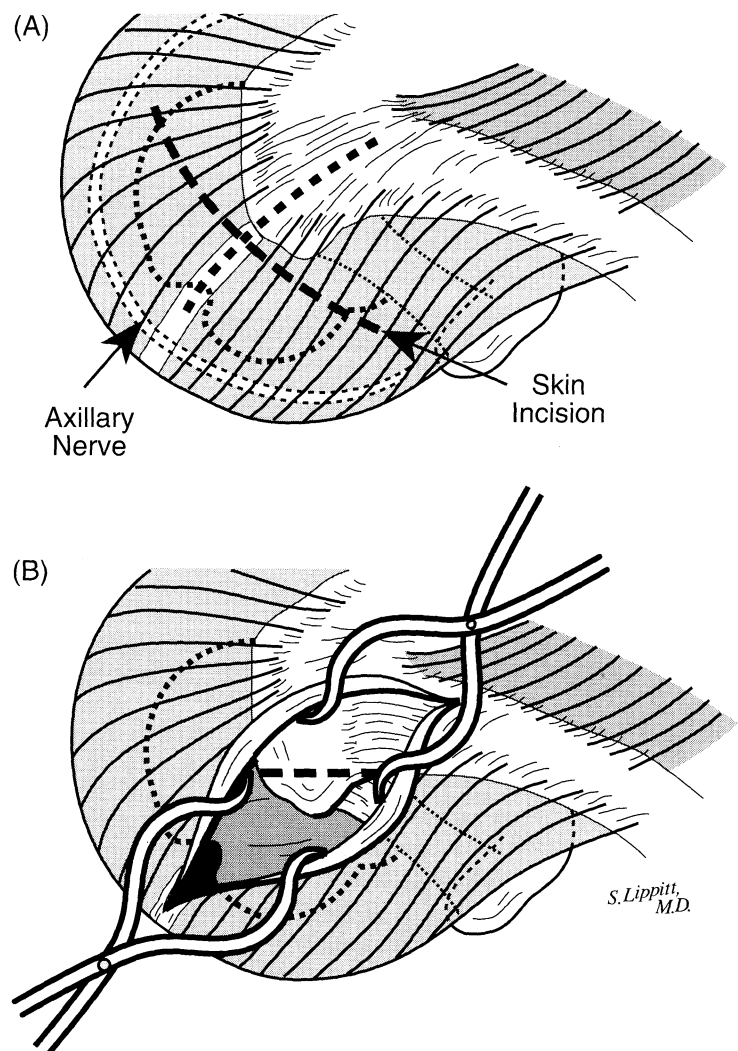 (A)
Axillary
Nerve
Skin
Incision
(B)
S. Lippitt,
M.D.